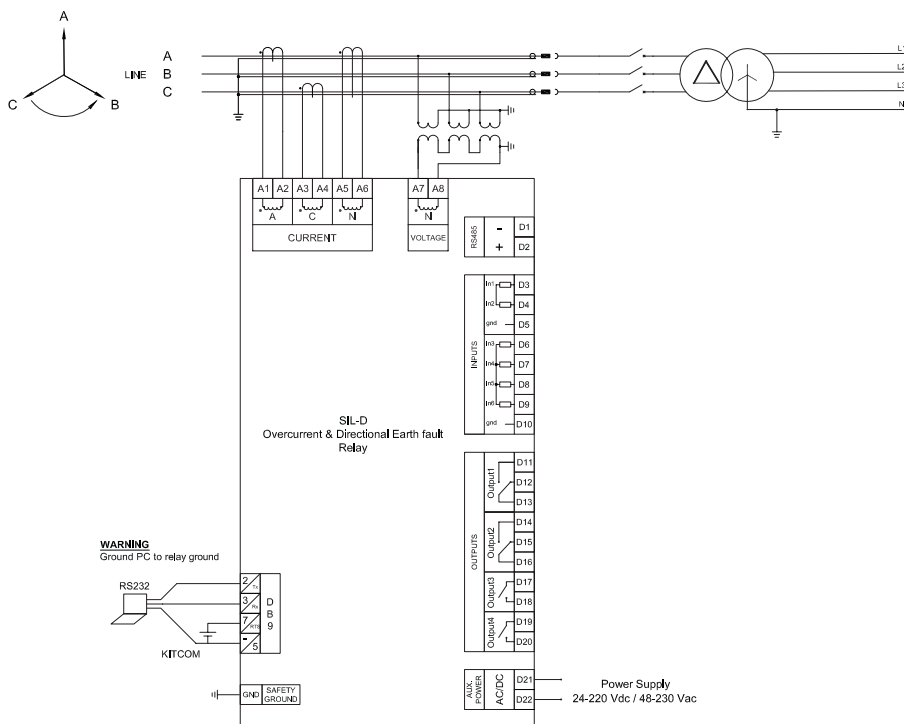 A
C
B
LINE
A
B
C
L1
L2
L3
N
A1 A2 A3 A4 A5 A6
A C N
CURRENT
A7 A8
N
VOLTAGE
RS485
- D1
+ D2
INPUTS
In1 D3
In2 D4
gnd D5
In3 D6
In4 D7
In5 D8
In6 D9
gnd D10
SIL-D
Overcurrent & Directional Earth fault
Relay
OUTPUTS
Output1
D11
D12
D13
Output2
D14
D15
D16
Output3
D17
D18
Output4
D19
D20
WARNING
Ground PC to relay ground
RS232
KITCOM
2 Tx
3 Rx
7 RTS
- 5
DB9
GND
SAFETY
GROUND
AUX.
POWER
AC/DC
D21
D22
Power Supply
24-220 Vdc / 48-230 Vac